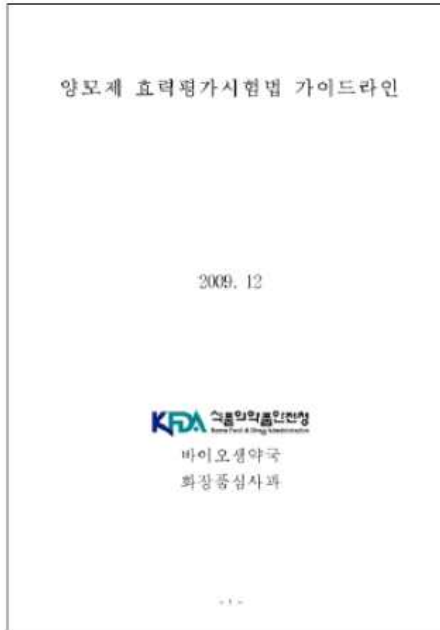 양모제 효력평가시험법 가이드라인
2009. 12
KFDA 식품의약품안전청
Korea Food & Drug Administration
바이오생약국
화장품심사과
- 1 -